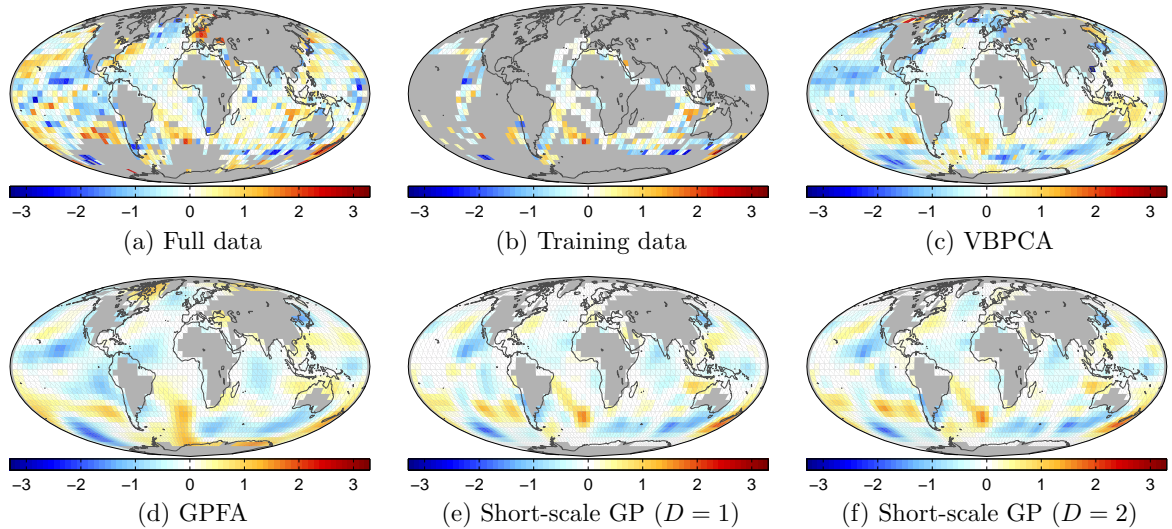 −3 −2 −1 0 1 2 3
−3 −2 −1 0 1 2 3
−3 −2 −1 0 1 2 3
(a) Full data
(b) Training data
(c) VBPCA
−3 −2 −1 0 1 2 3
−3 −2 −1 0 1 2 3
−3 −2 −1 0 1 2 3
(d) GPFA
(e) Short-scale GP (D = 1)
(f) Short-scale GP (D = 2)